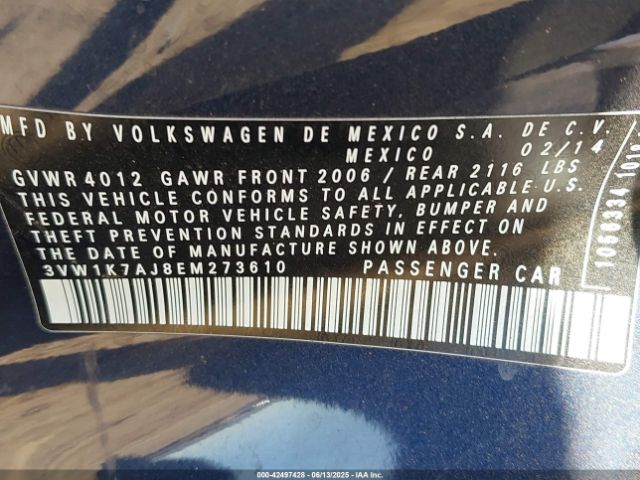 MFD BY VOLKSWAGEN DE MEXICO S.A. DE C.V.
MEXICO 02/14
GVWR 4012 GAWR FRONT 2006 / REAR 2116 LBS
THIS VEHICLE CONFORMS TO ALL APPLICABLE U.S.
FEDERAL MOTOR VEHICLE SAFETY, BUMPER AND
THEFT PREVENTION STANDARDS IN EFFECT ON
THE DATE OF MANUFACTURE SHOWN ABOVE.
3VW1K7AJ8EM273610 PASSENGER CAR
1068334
000-42497428 - 06/13/2025 - IAA Inc.